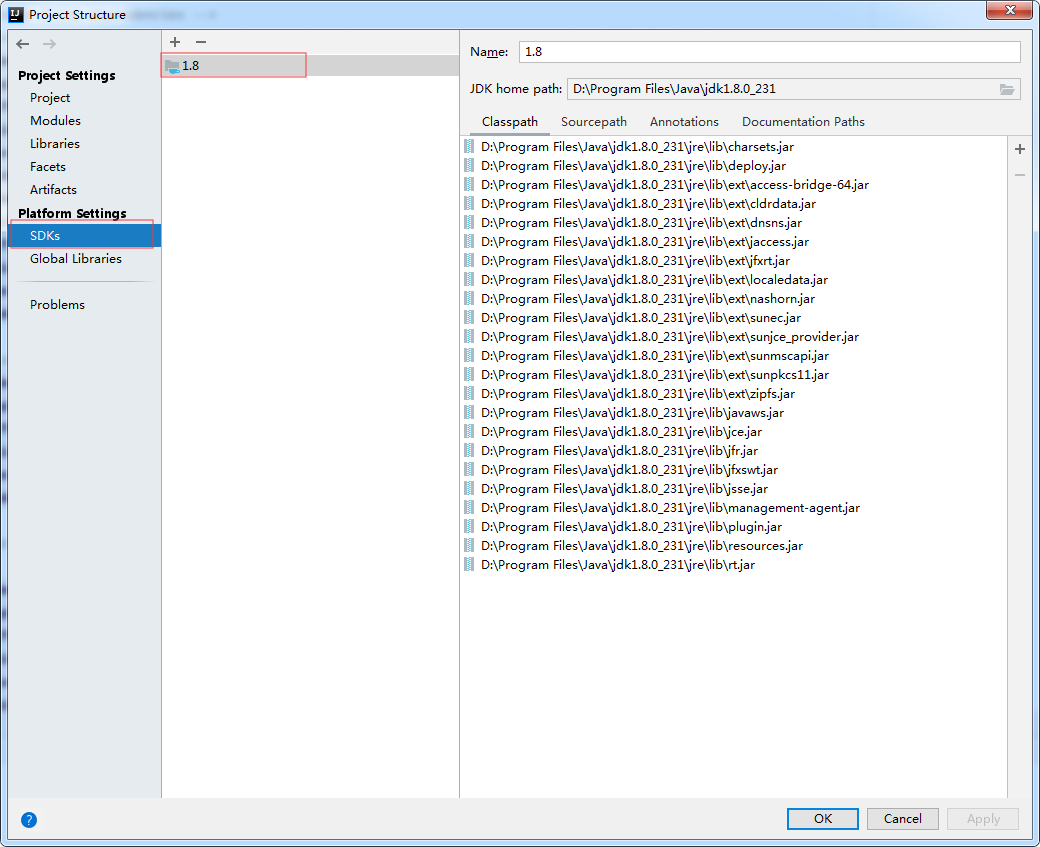 Project Structure
Project Settings
Project
Modules
Libraries
Facets
Artifacts
Platform Settings
SDKs
Global Libraries
Problems
1.8
Name: 1.8
JDK home path: D:\Program Files\Java\jdk1.8.0_231
Classpath Sourcepath Annotations Documentation Paths
D:\Program Files\Java\jdk1.8.0_231\jre\lib\charsets.jar
D:\Program Files\Java\jdk1.8.0_231\jre\lib\deploy.jar
D:\Program Files\Java\jdk1.8.0_231\jre\lib\ext\access-bridge-64.jar
D:\Program Files\Java\jdk1.8.0_231\jre\lib\ext\cldrdata.jar
D:\Program Files\Java\jdk1.8.0_231\jre\lib\ext\dnsns.jar
D:\Program Files\Java\jdk1.8.0_231\jre\lib\ext\jaccess.jar
D:\Program Files\Java\jdk1.8.0_231\jre\lib\ext\jfxrt.jar
D:\Program Files\Java\jdk1.8.0_231\jre\lib\ext\localedata.jar
D:\Program Files\Java\jdk1.8.0_231\jre\lib\ext\nashorn.jar
D:\Program Files\Java\jdk1.8.0_231\jre\lib\ext\sunec.jar
D:\Program Files\Java\jdk1.8.0_231\jre\lib\ext\sunjce_provider.jar
D:\Program Files\Java\jdk1.8.0_231\jre\lib\ext\sunmscapi.jar
D:\Program Files\Java\jdk1.8.0_231\jre\lib\ext\sunpkcs11.jar
D:\Program Files\Java\jdk1.8.0_231\jre\lib\ext\zipfs.jar
D:\Program Files\Java\jdk1.8.0_231\jre\lib\javaws.jar
D:\Program Files\Java\jdk1.8.0_231\jre\lib\jce.jar
D:\Program Files\Java\jdk1.8.0_231\jre\lib\jfr.jar
D:\Program Files\Java\jdk1.8.0_231\jre\lib\jfxswt.jar
D:\Program Files\Java\jdk1.8.0_231\jre\lib\jsse.jar
D:\Program Files\Java\jdk1.8.0_231\jre\lib\management-agent.jar
D:\Program Files\Java\jdk1.8.0_231\jre\lib\plugin.jar
D:\Program Files\Java\jdk1.8.0_231\jre\lib\resources.jar
D:\Program Files\Java\jdk1.8.0_231\jre\lib\rt.jar
OK Cancel Apply